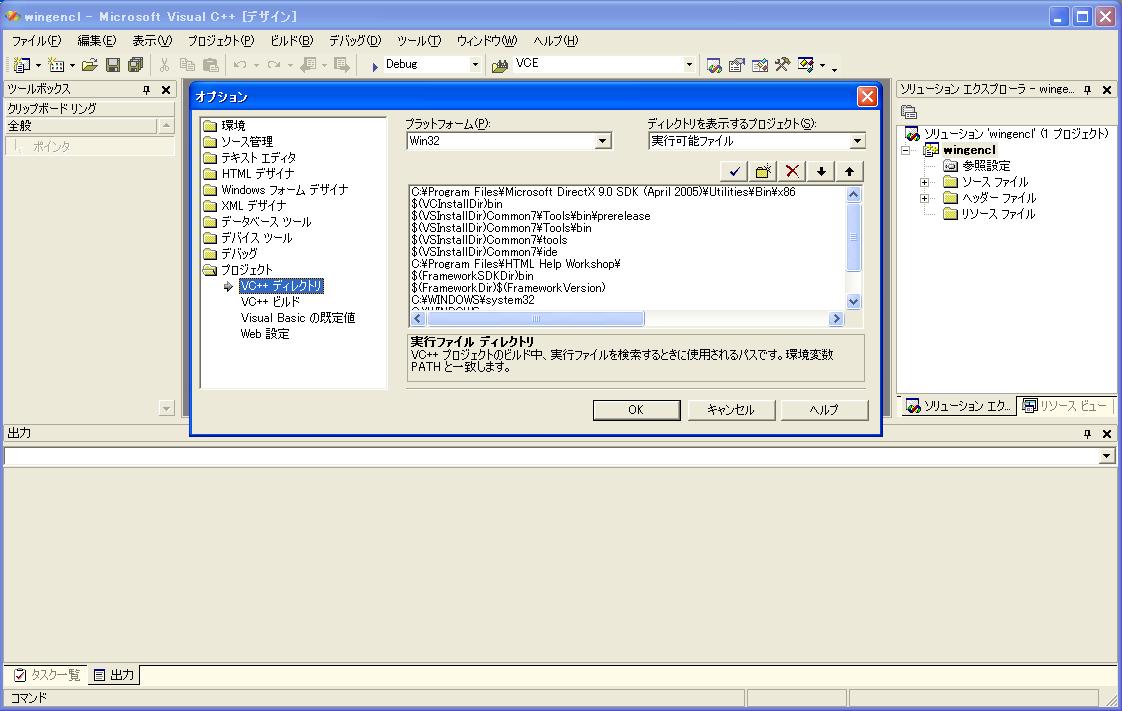 wingencl - Microsoft Visual C++ [デザイン]
ファイル(F) 編集(E) 表示(V) プロジェクト(P) ビルド(B) デバッグ(D) ツール(T) ウィンドウ(W) ヘルプ(H)
Debug VCE
ツールボックス
クリップボード リング
全般
ポインタ
オプション
環境
ソース管理
テキスト エディタ
HTML デザイナ
Windows フォーム デザイナ
XML デザイナ
データベース ツール
デバイス ツール
デバッグ
プロジェクト
VC++ ディレクトリ
VC++ ビルド
Visual Basic の既定値
Web 設定
プラットフォーム(P):
Win32
ディレクトリを表示するプロジェクト(S):
実行可能ファイル
C:¥Program Files¥Microsoft DirectX 9.0 SDK (April 2005)¥Utilities¥Bin¥x86
$(VCInstallDir)bin
$(VSInstallDir)Common7¥Tools¥bin¥prerelease
$(VSInstallDir)Common7¥Tools¥bin
$(VSInstallDir)Common7¥tools
$(VSInstallDir)Common7¥ide
C:¥Program Files¥HTML Help Workshop¥
$(FrameworkSDKDir)bin
$(FrameworkDir)$(FrameworkVersion)
C:¥WINDOWS¥system32
実行ファイル ディレクトリ
VC++ プロジェクトのビルド中、実行ファイルを検索するときに使用されるパスです。環境変数
PATH と一致します。
OK キャンセル ヘルプ
ソリューション エクスプローラ - winge...
ソリューション 'wingencl' (1 プロジェクト)
wingencl
参照設定
ソース ファイル
ヘッダー ファイル
リソース ファイル
ソリューション エク... リソース ビュー
出力
タスク一覧 出力
コマンド